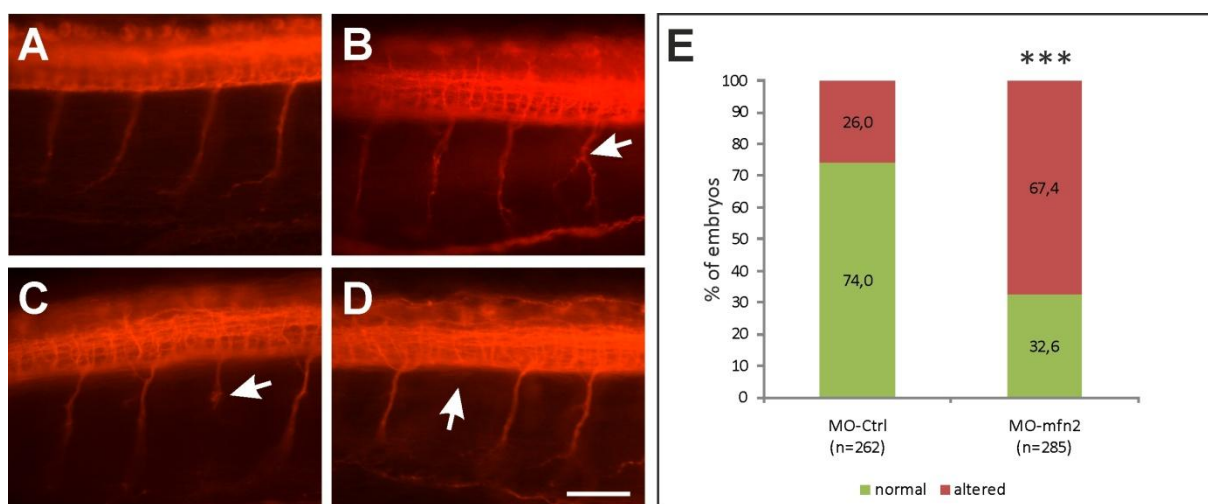 A
B
C
D
E
***
100
90
80
70
60
50
40
30
20
10
0
% of embryos
26,0
74,0
67,4
32,6
MO-Ctrl
(n=262)
MO-mfn2
(n=285)
normal
altered